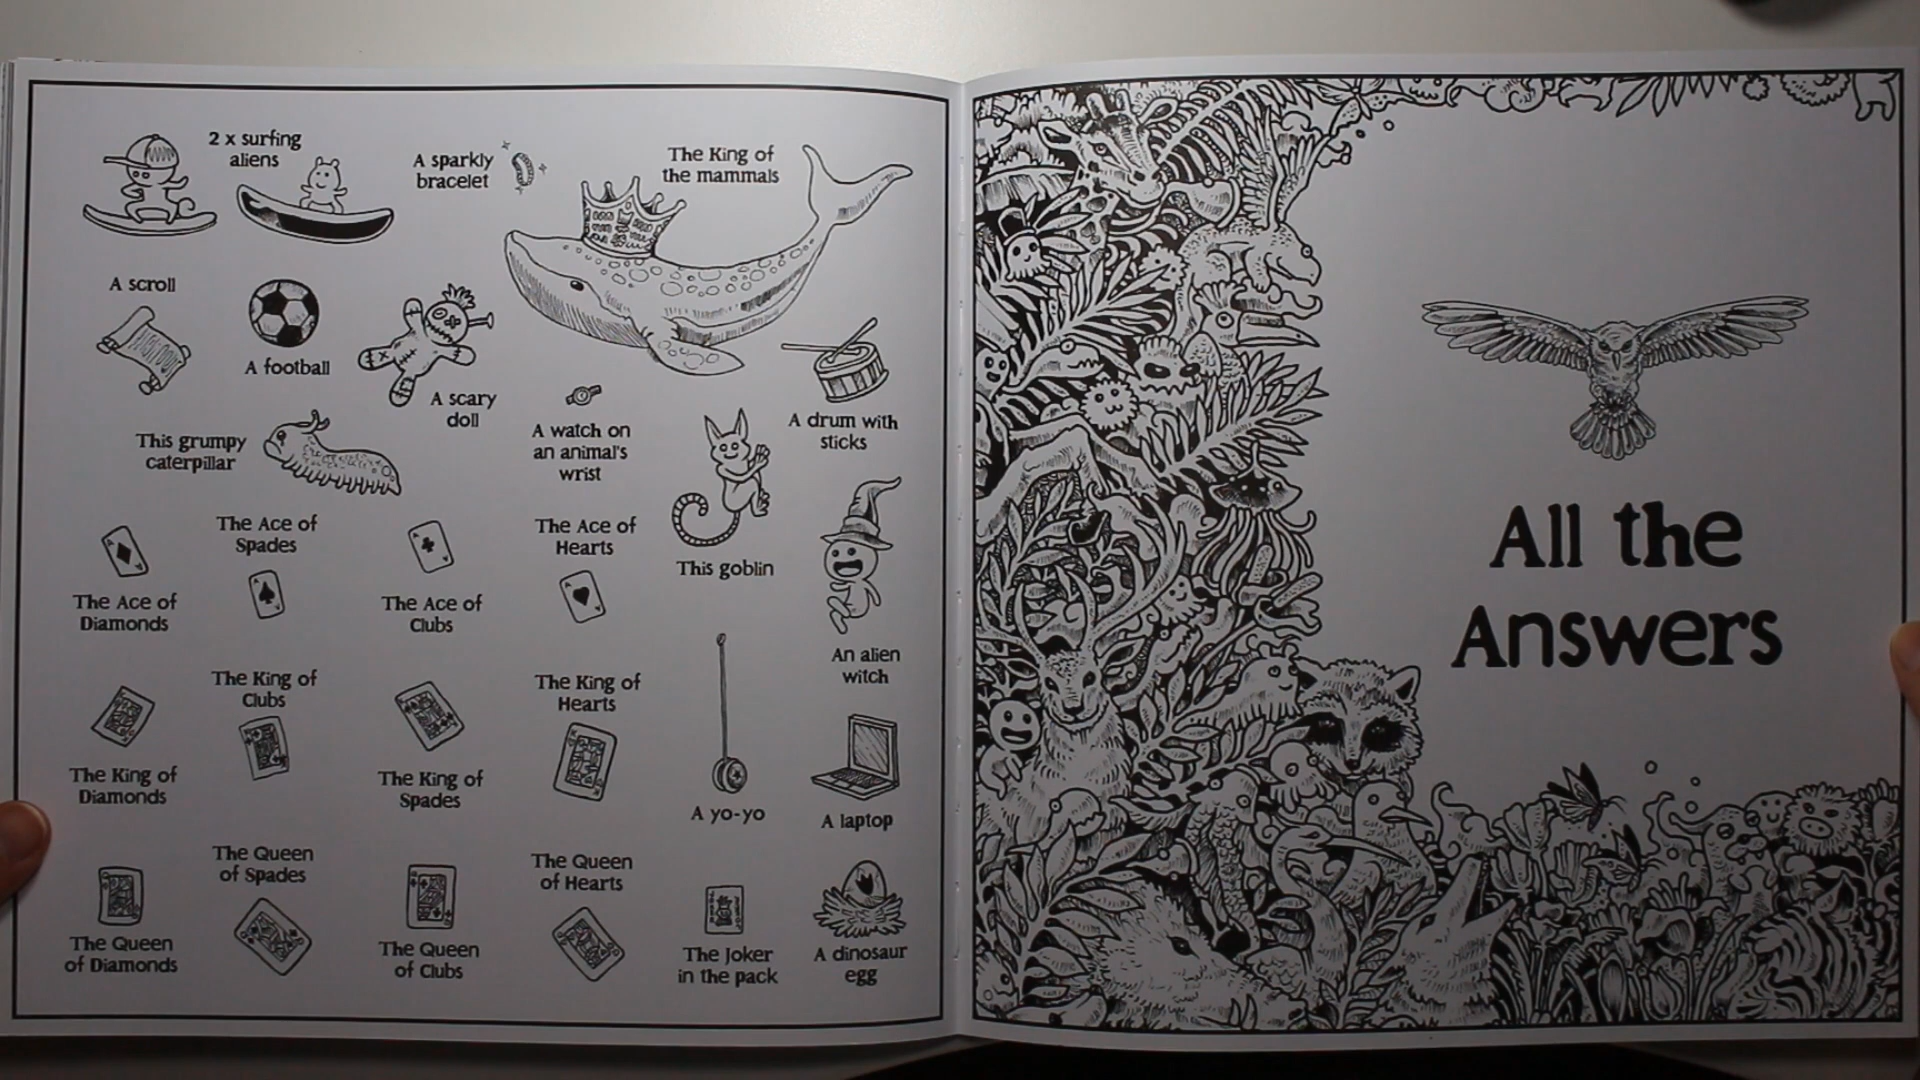 2 x surfing
aliens
A sparkly
bracelet
The King of
the mammals
A scroll
A football
A scary
doll
A drum with
sticks
This grumpy
caterpillar
A watch on
an animal's
wrist
This goblin
The Ace of
Diamonds
The Ace of
Spades
The Ace of
Clubs
The Ace of
Hearts
An alien
witch
The King of
Diamonds
The King of
Clubs
The King of
Spades
The King of
Hearts
A yo-yo
A laptop
The Queen
of Diamonds
The Queen
of Spades
The Queen
of Clubs
The Queen
of Hearts
The Joker
in the pack
A dinosaur
egg
All the
Answers